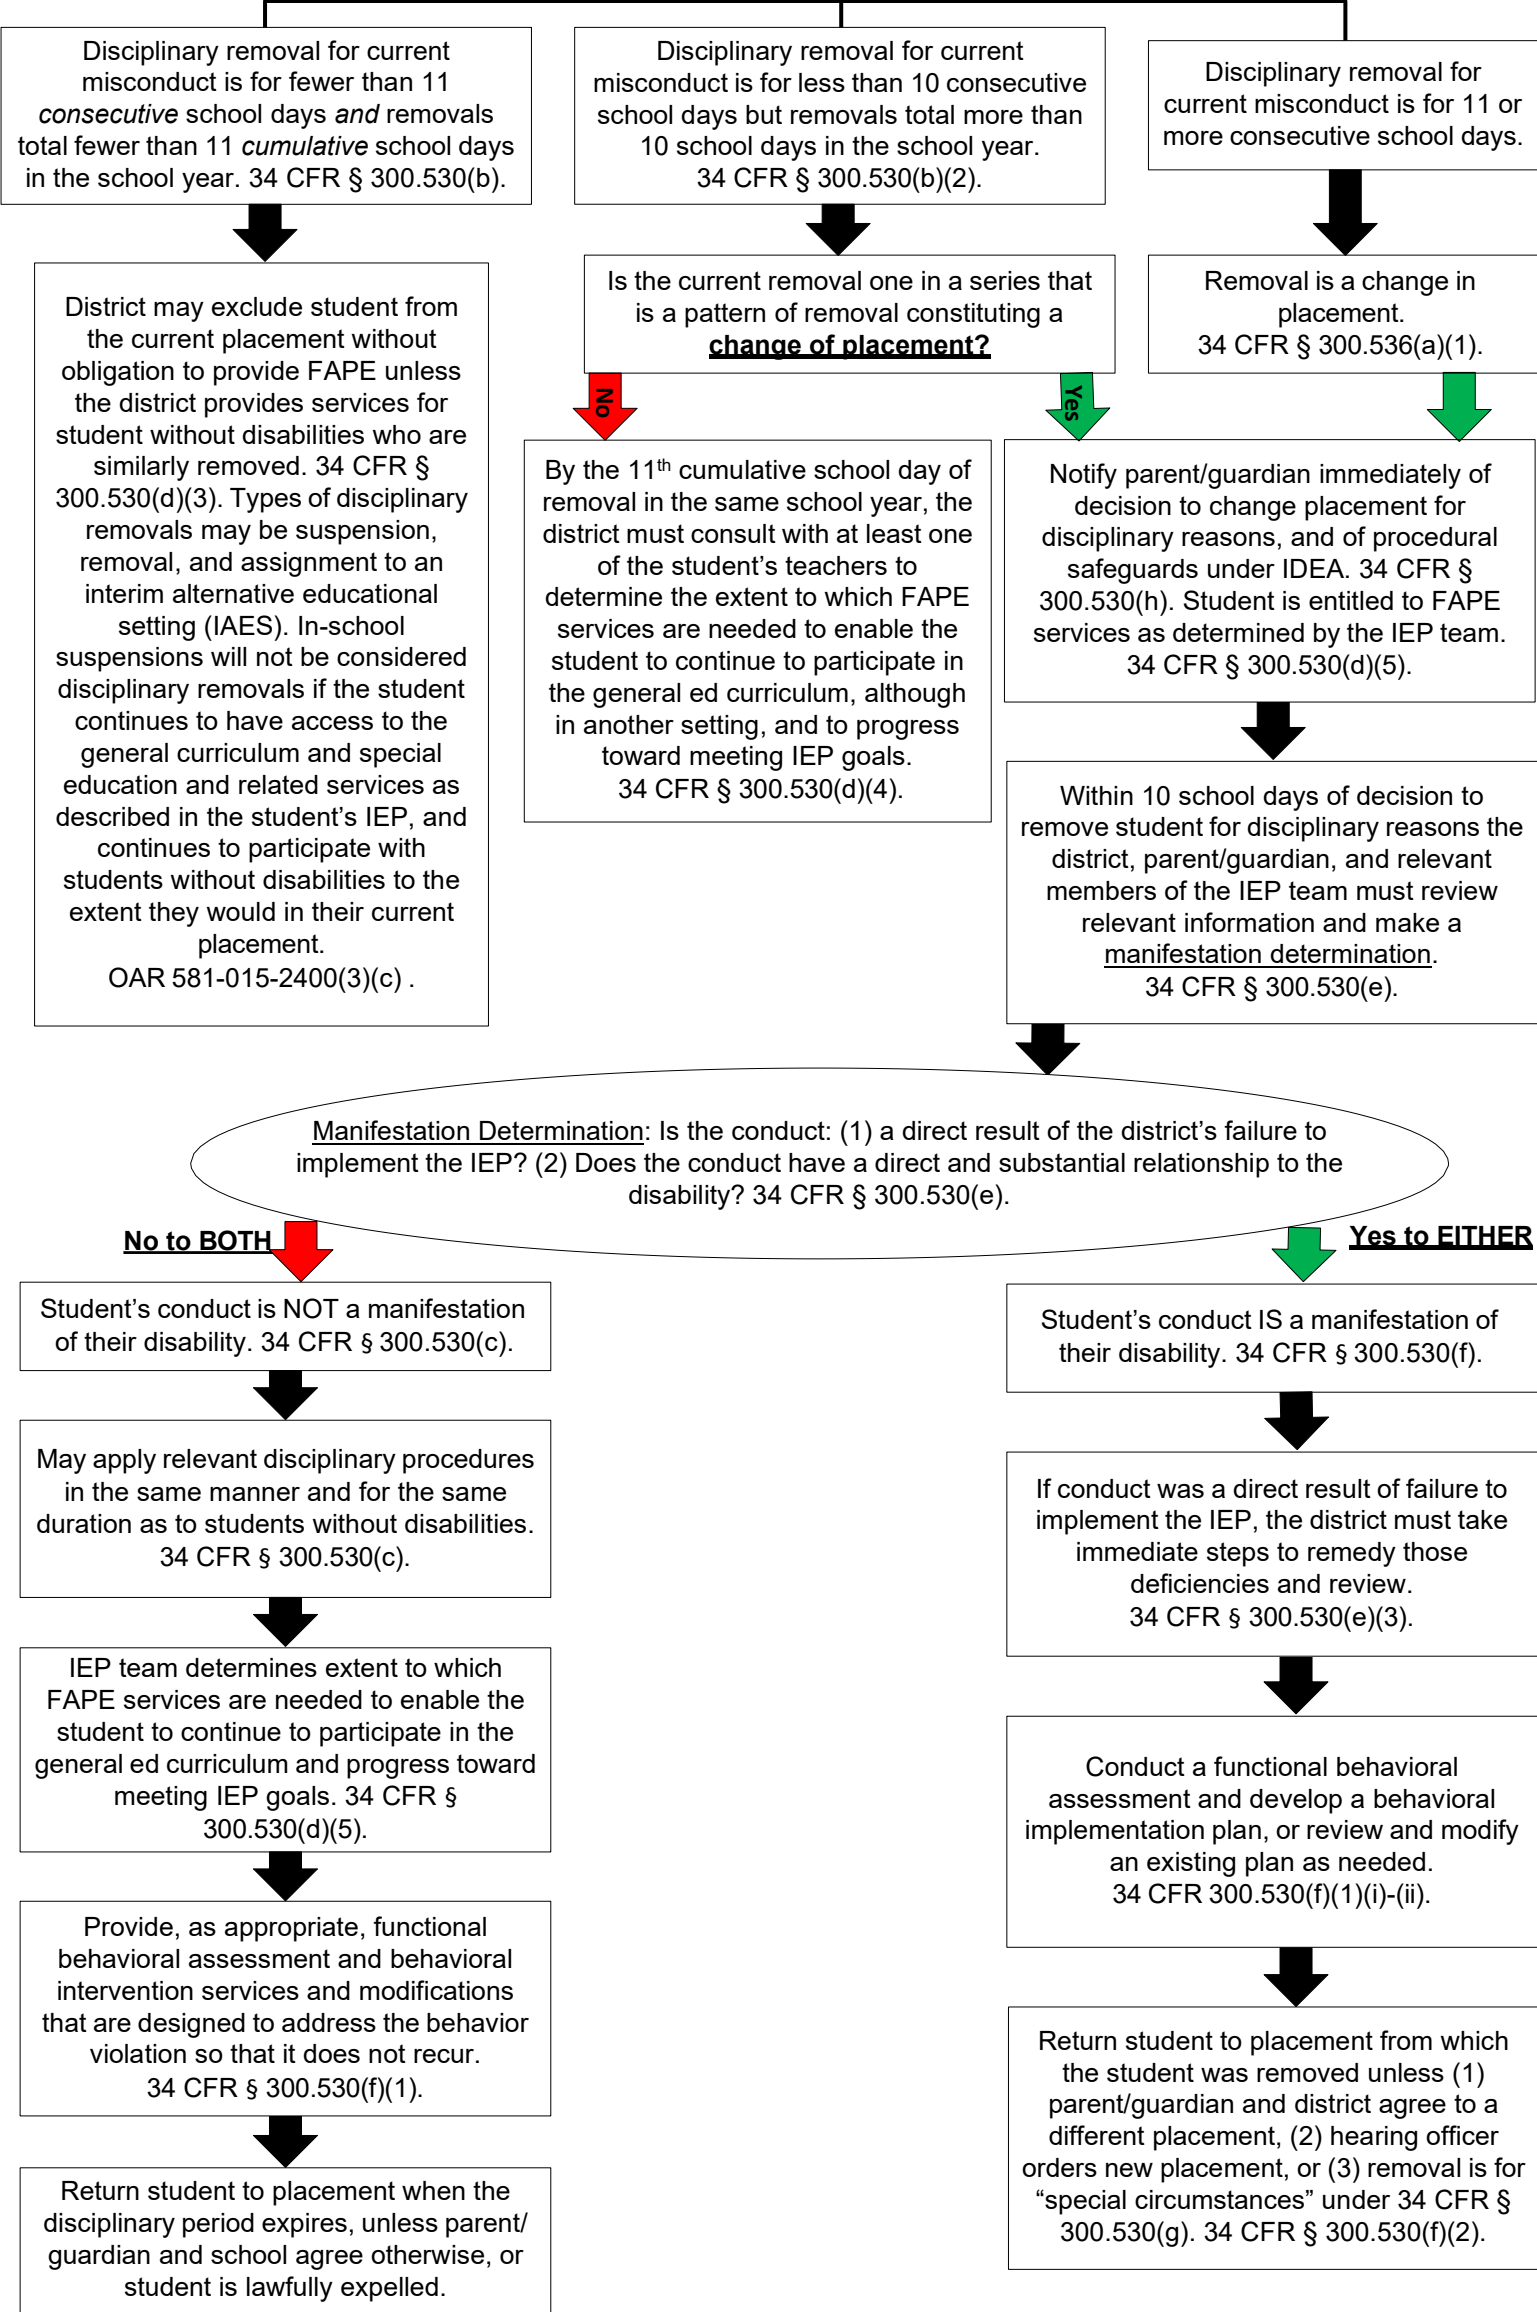 Disciplinary removal for current
misconduct is for fewer than 11
consecutive school days and removals
total fewer than 11 cumulative school days
in the school year. 34 CFR § 300.530(b).
Disciplinary removal for current
misconduct is for less than 10 consecutive
school days but removals total more than
10 school days in the school year.
34 CFR § 300.530(b)(2).
Disciplinary removal for
current misconduct is for 11 or
more consecutive school days.
District may exclude student from
the current placement without
obligation to provide FAPE unless
the district provides services for
student without disabilities who are
similarly removed. 34 CFR §
300.530(d)(3). Types of disciplinary
removals may be suspension,
removal, and assignment to an
interim alternative educational
setting (IAES). In-school
suspensions will not be considered
disciplinary removals if the student
continues to have access to the
general curriculum and special
education and related services as
described in the student’s IEP, and
continues to participate with
students without disabilities to the
extent they would in their current
placement.
OAR 581-015-2400(3)(c) .
Is the current removal one in a series that
is a pattern of removal constituting a
change of placement?
Removal is a change in
placement.
34 CFR § 300.536(a)(1).
No
Yes
By the 11th cumulative school day of
removal in the same school year, the
district must consult with at least one
of the student’s teachers to
determine the extent to which FAPE
services are needed to enable the
student to continue to participate in
the general ed curriculum, although
in another setting, and to progress
toward meeting IEP goals.
34 CFR § 300.530(d)(4).
Notify parent/guardian immediately of
decision to change placement for
disciplinary reasons, and of procedural
safeguards under IDEA. 34 CFR §
300.530(h). Student is entitled to FAPE
services as determined by the IEP team.
34 CFR § 300.530(d)(5).
Within 10 school days of decision to
remove student for disciplinary reasons the
district, parent/guardian, and relevant
members of the IEP team must review
relevant information and make a
manifestation determination.
34 CFR § 300.530(e).
Manifestation Determination: Is the conduct: (1) a direct result of the district’s failure to
implement the IEP? (2) Does the conduct have a direct and substantial relationship to the
disability? 34 CFR § 300.530(e).
No to BOTH
Yes to EITHER
Student’s conduct is NOT a manifestation
of their disability. 34 CFR § 300.530(c).
May apply relevant disciplinary procedures
in the same manner and for the same
duration as to students without disabilities.
34 CFR § 300.530(c).
IEP team determines extent to which
FAPE services are needed to enable the
student to continue to participate in the
general ed curriculum and progress toward
meeting IEP goals. 34 CFR §
300.530(d)(5).
Provide, as appropriate, functional
behavioral assessment and behavioral
intervention services and modifications
that are designed to address the behavior
violation so that it does not recur.
34 CFR § 300.530(f)(1).
Return student to placement when the
disciplinary period expires, unless parent/
guardian and school agree otherwise, or
student is lawfully expelled.
Student’s conduct IS a manifestation of
their disability. 34 CFR § 300.530(f).
If conduct was a direct result of failure to
implement the IEP, the district must take
immediate steps to remedy those
deficiencies and review.
34 CFR § 300.530(e)(3).
Conduct a functional behavioral
assessment and develop a behavioral
implementation plan, or review and modify
an existing plan as needed.
34 CFR 300.530(f)(1)(i)-(ii).
Return student to placement from which
the student was removed unless (1)
parent/guardian and district agree to a
different placement, (2) hearing officer
orders new placement, or (3) removal is for
“special circumstances” under 34 CFR §
300.530(g). 34 CFR § 300.530(f)(2).